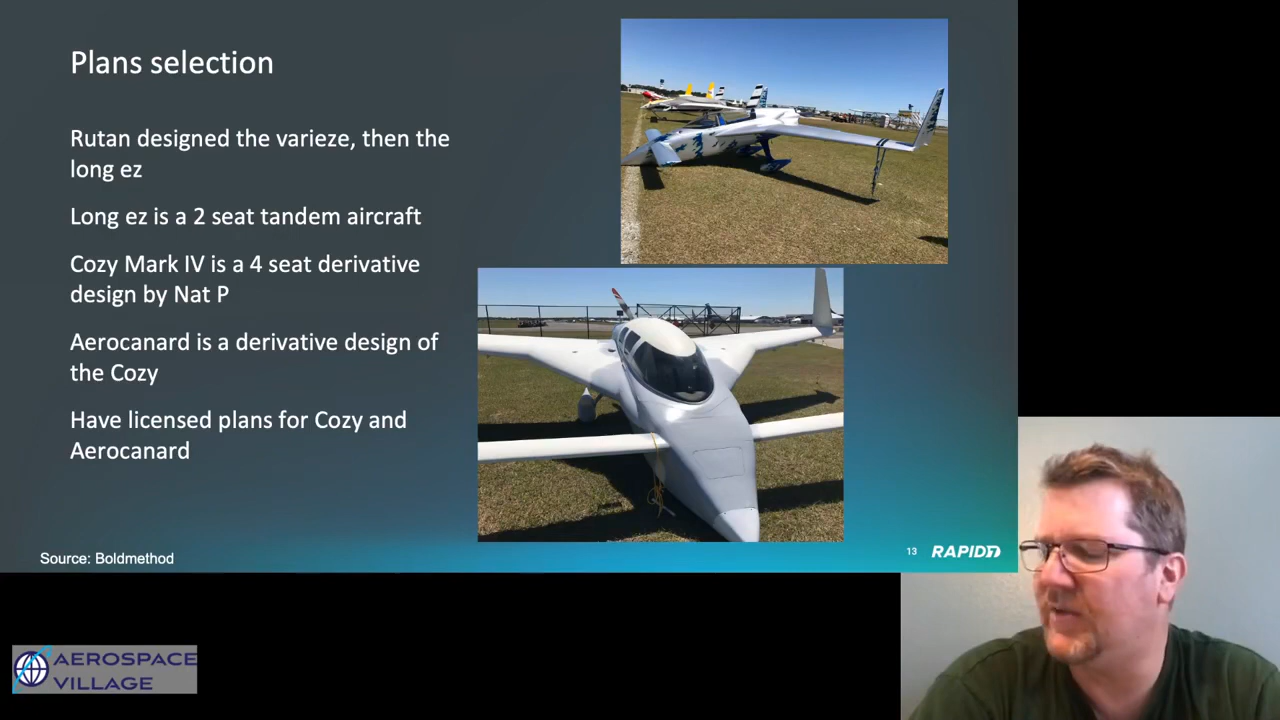 Plans selection
Rutan designed the varieze, then the
long ez
Long ez is a 2 seat tandem aircraft
Cozy Mark IV is a 4 seat derivative
design by Nat P
Aerocanard is a derivative design of
the Cozy
Have licensed plans for Cozy and
Aerocanard
Source: Boldmethod
13
RAPID7
AEROSPACE
VILLAGE